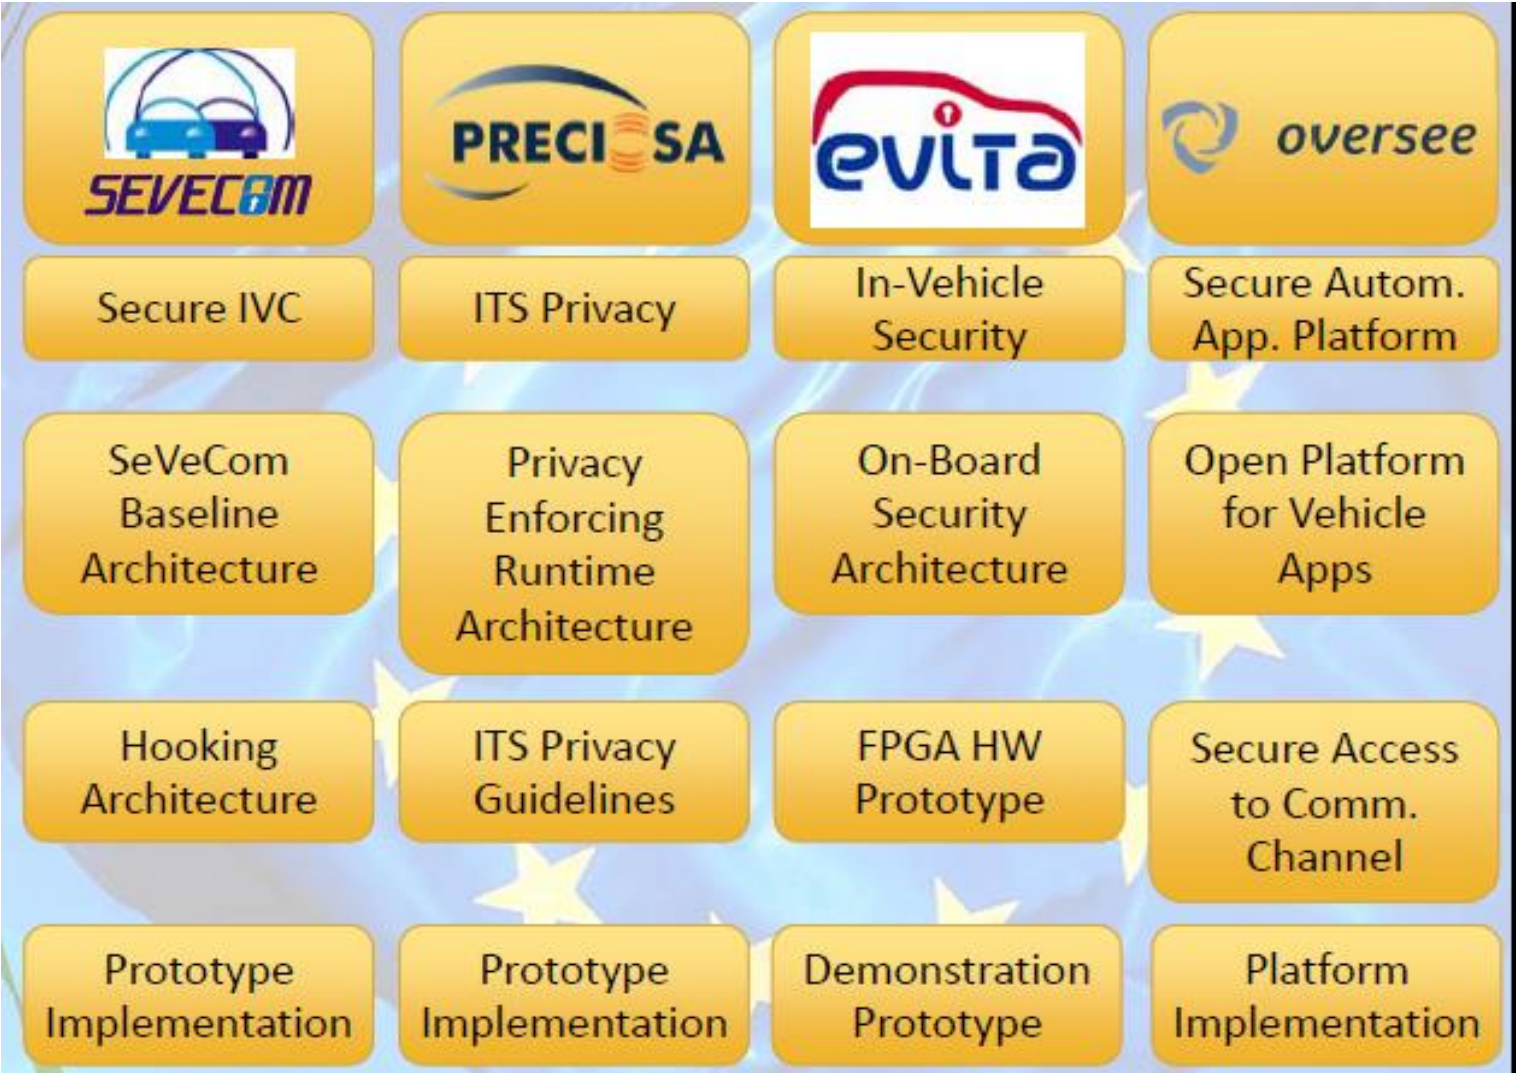 SEVECOM
PRECIOSA
evita
oversee
Secure IVC
ITS Privacy
In-Vehicle
Security
Secure Autom.
App. Platform
SeVeCom
Baseline
Architecture
Privacy
Enforcing
Runtime
Architecture
On-Board
Security
Architecture
Open Platform
for Vehicle
Apps
Hooking
Architecture
ITS Privacy
Guidelines
FPGA HW
Prototype
Secure Access
to Comm.
Channel
Prototype
Implementation
Prototype
Implementation
Demonstration
Prototype
Platform
Implementation